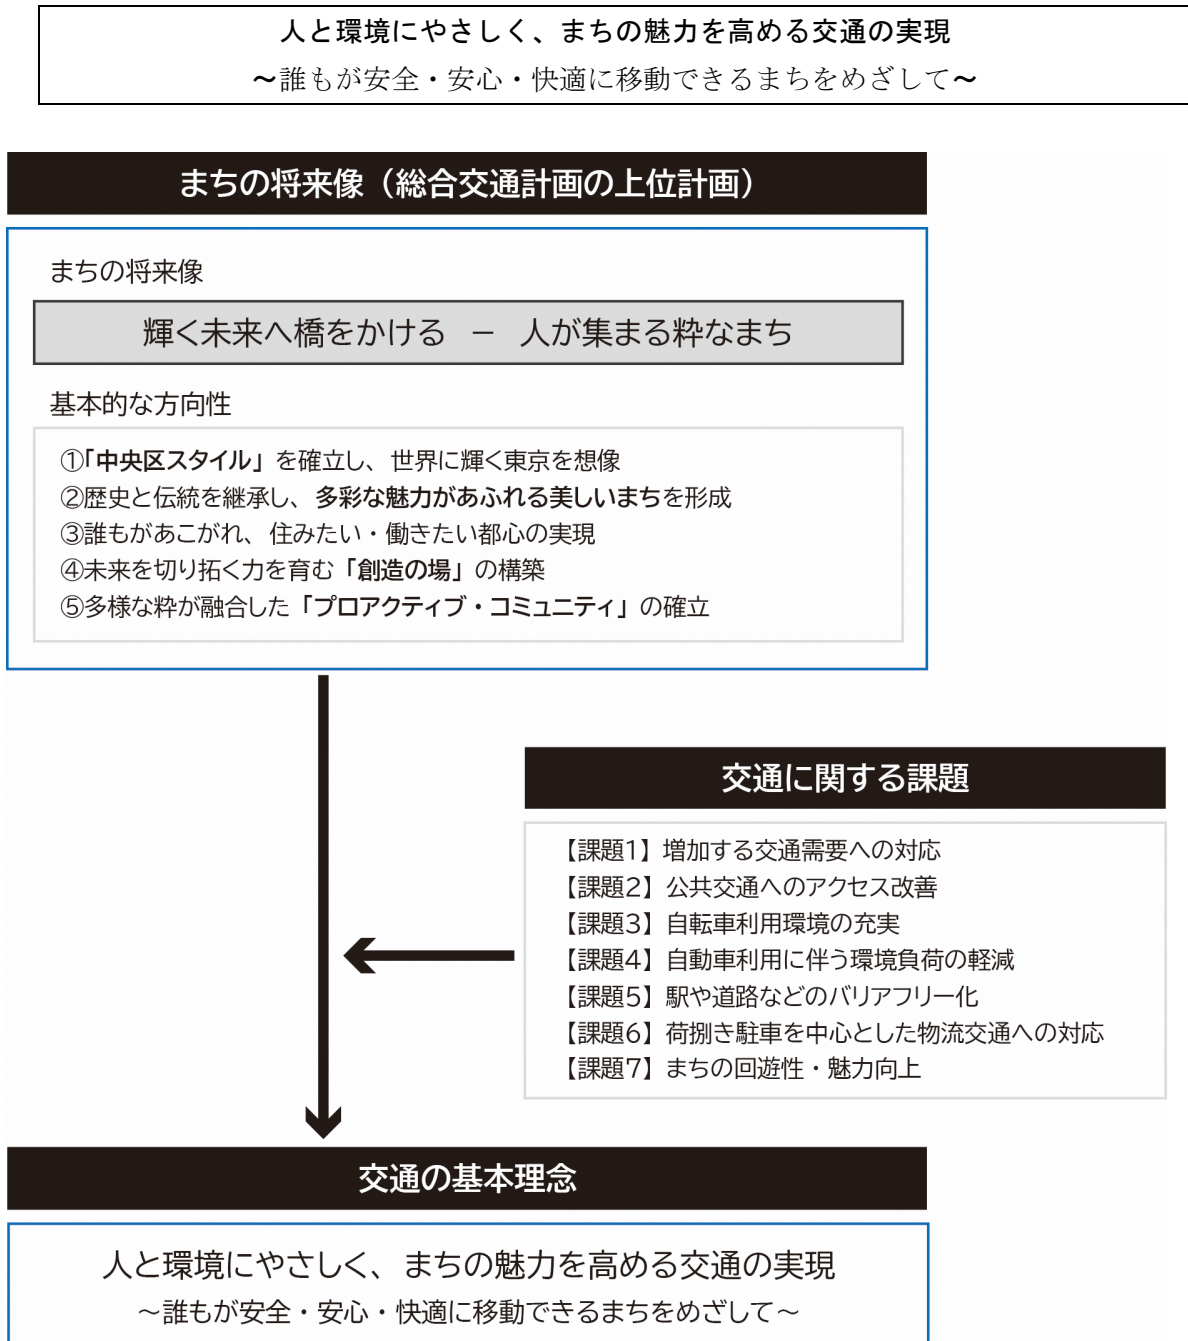 人と環境にやさしく、まちの魅力を高める交通の実現
～誰もが安全・安心・快適に移動できるまちをめざして～
まちの将来像（総合交通計画の上位計画）
まちの将来像
輝く未来へ橋をかける － 人が集まる粋なまち
基本的な方向性
①「中央区スタイル」を確立し、世界に輝く東京を想像
②歴史と伝統を継承し、多彩な魅力があふれる美しいまちを形成
③誰もがあこがれ、住みたい・働きたい都心の実現
④未来を切り拓く力を育む「創造の場」の構築
⑤多様な粋が融合した「プロアクティブ・コミュニティ」の確立
交通に関する課題
【課題1】増加する交通需要への対応
【課題2】公共交通へのアクセス改善
【課題3】自転車利用環境の充実
【課題4】自動車利用に伴う環境負荷の軽減
【課題5】駅や道路などのバリアフリー化
【課題6】荷捌き駐車を中心とした物流交通への対応
【課題7】まちの回遊性・魅力向上
交通の基本理念
人と環境にやさしく、まちの魅力を高める交通の実現
～誰もが安全・安心・快適に移動できるまちをめざして～